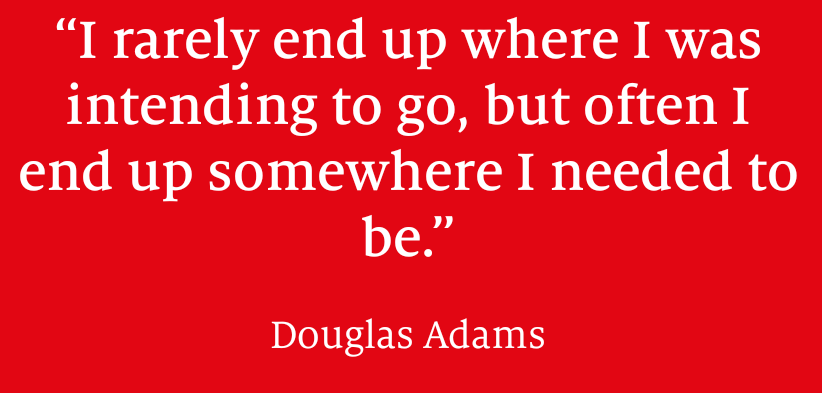 “I rarely end up where I was
intending to go, but often I
end up somewhere I needed to
be.”
Douglas Adams